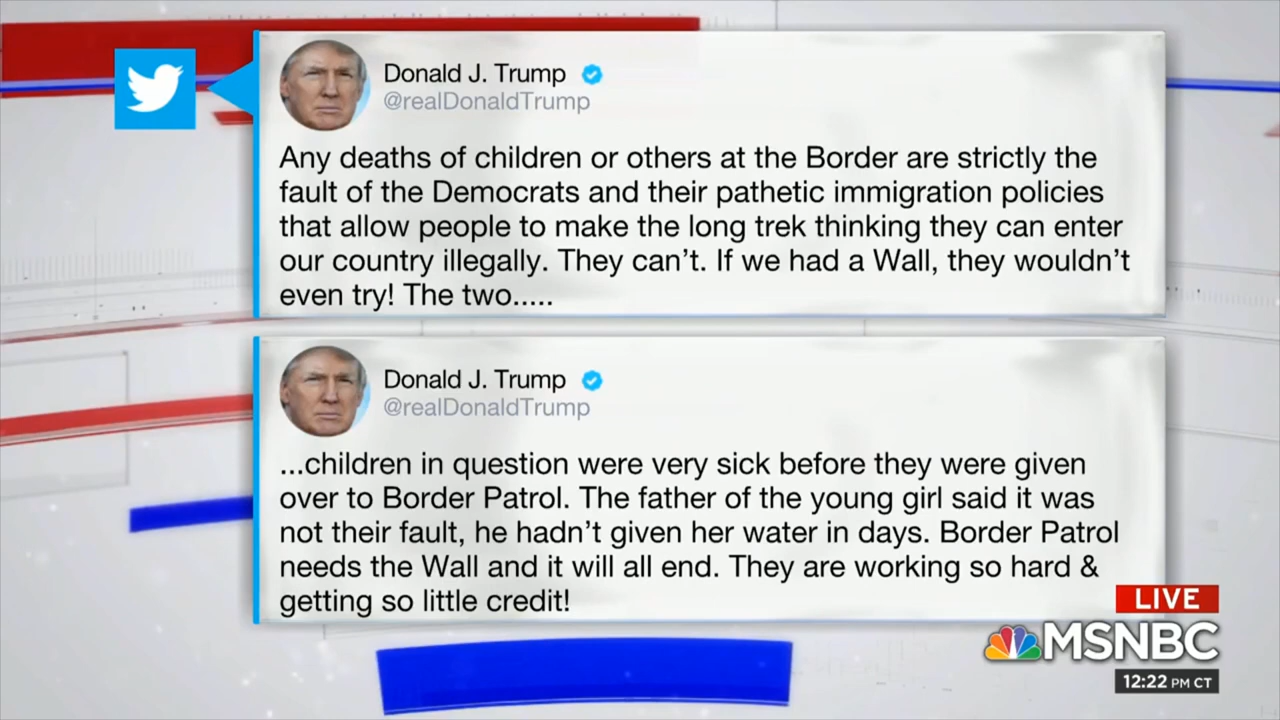 Donald J. Trump
@realDonaldTrump
Any deaths of children or others at the Border are strictly the
fault of the Democrats and their pathetic immigration policies
that allow people to make the long trek thinking they can enter
our country illegally. They can't. If we had a Wall, they wouldn't
even try! The two.....
Donald J. Trump
@realDonaldTrump
...children in question were very sick before they were given
over to Border Patrol. The father of the young girl said it was
not their fault, he hadn't given her water in days. Border Patrol
needs the Wall and it will all end. They are working so hard &
getting so little credit!
LIVE
MSNBC
12:22 PM CT